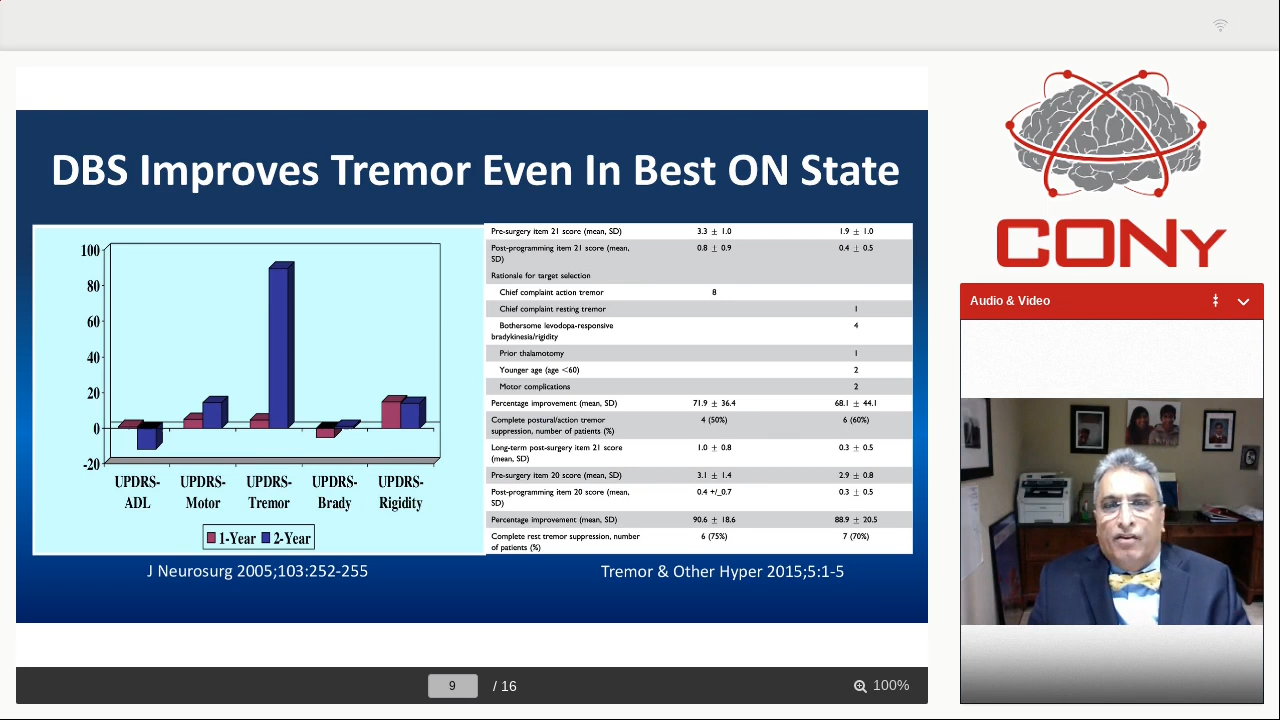 DBS Improves Tremor Even In Best ON State
100
80
60
40
20
0
-20
UPDRS-
ADL
UPDRS-
Motor
UPDRS-
Tremor
UPDRS-
Brady
UPDRS-
Rigidity
1-Year 2-Year
Pre-surgery item 21 score (mean, SD) 3.3 ± 1.0 1.9 ± 1.0
Post-programming item 21 score (mean, 0.8 ± 0.9 0.4 ± 0.5
SD)
Rationale for target selection
Chief complaint action tremor 8
Chief complaint resting tremor 1
Bothersome levodopa-responsive 4
bradykinesia/rigidity
Prior thalamotomy 1
Younger age (age <60) 2
Motor complications 2
Percentage improvement (mean, SD) 71.9 ± 36.4 68.1 ± 44.1
Complete postural/action tremor 4 (50%) 6 (60%)
suppression, number of patients (%)
Long-term post-surgery item 21 score 1.0 ± 0.8 0.3 ± 0.5
(mean, SD)
Pre-surgery item 20 score (mean, SD) 3.1 ± 1.4 2.9 ± 0.8
Post-programming item 20 score (mean, 0.4 +/_0.7 0.3 ± 0.5
SD)
Percentage improvement (mean, SD) 90.6 ± 18.6 88.9 ± 20.5
Complete rest tremor suppression, number 6 (75%) 7 (70%)
of patients (%)
J Neurosurg 2005;103:252-255
Tremor & Other Hyper 2015;5:1-5
9 / 16
100%
CONy
Audio & Video